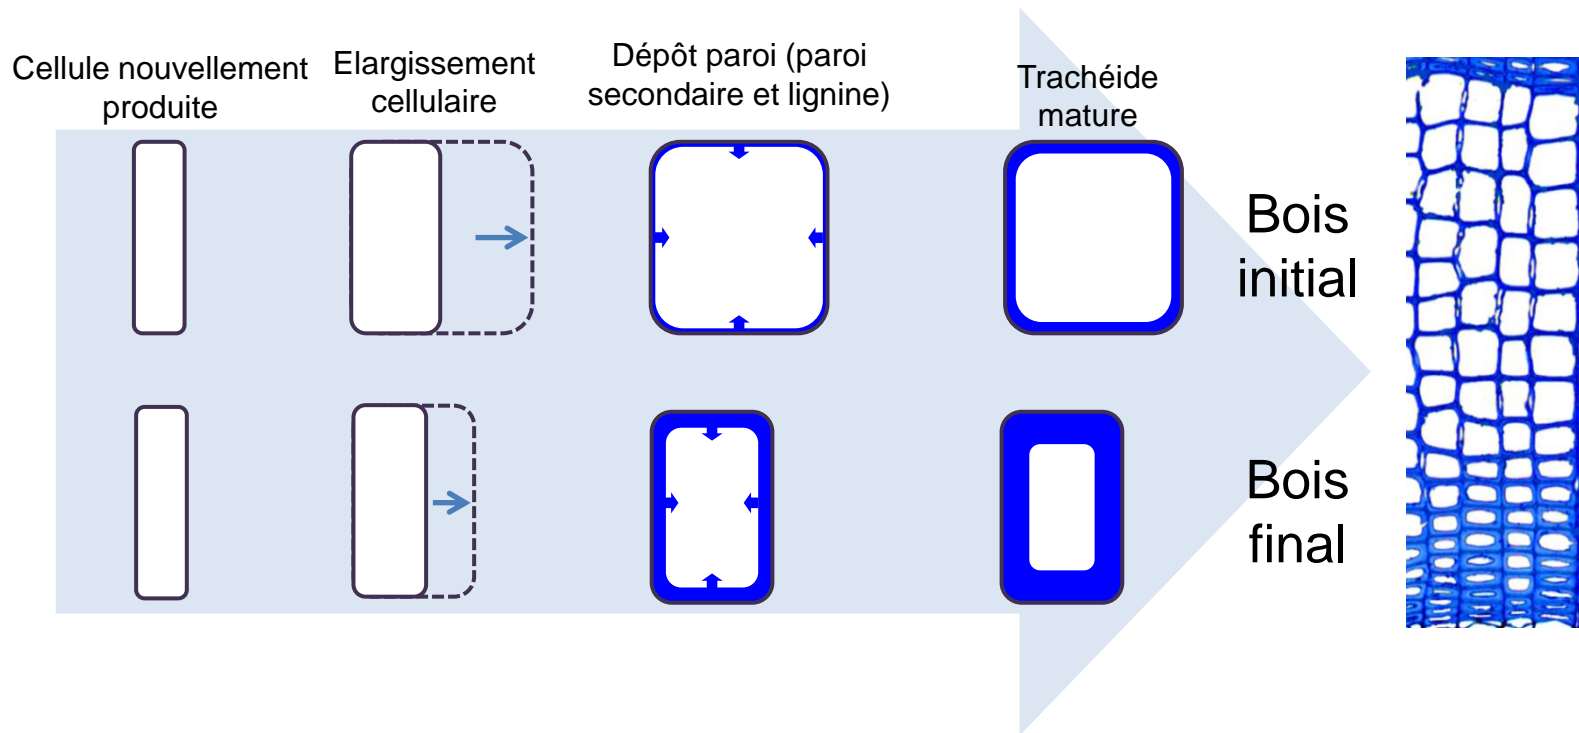 Cellule nouvellement
produite
Elargissement
cellulaire
Dépôt paroi (paroi
secondaire et lignine)
Trachéide
mature
Bois
initial
Bois
final